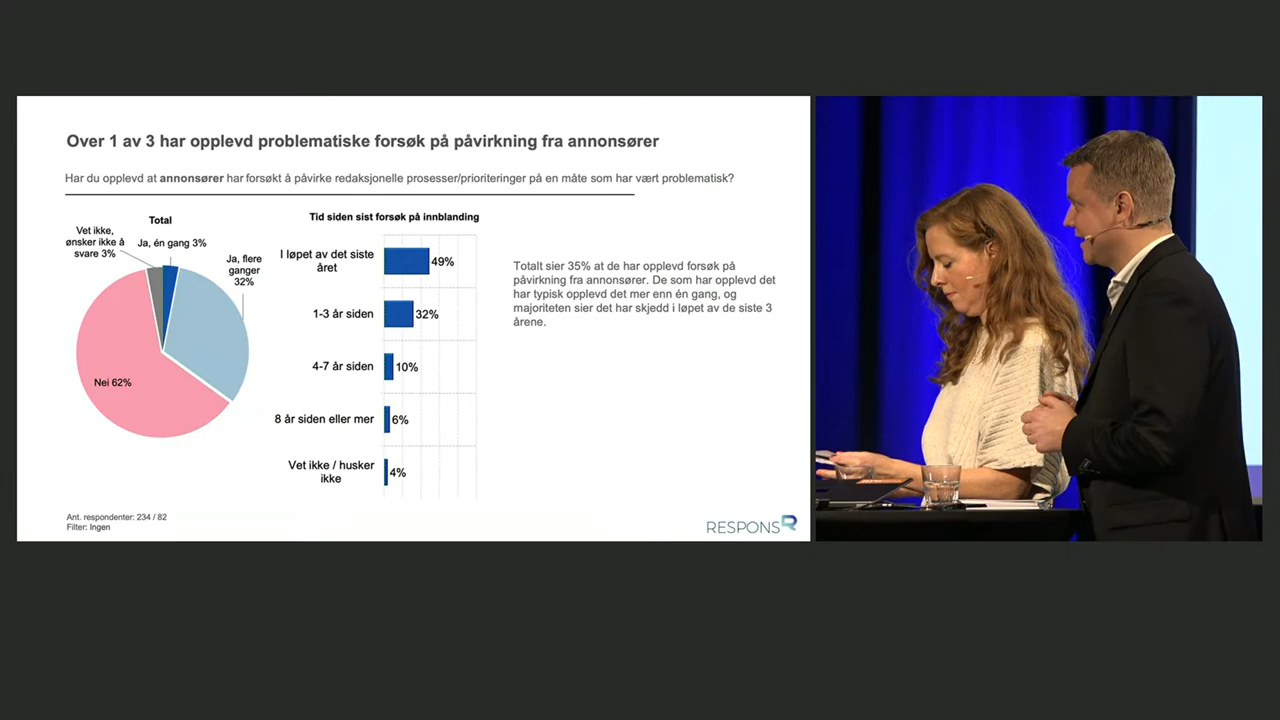 Over 1 av 3 har opplevd problematiske forsøk på påvirkning fra annonsører
Har du opplevd at annonsører har forsøkt å påvirke redaksjonelle prosesser/prioriteringer på en måte som har vært problematisk?
Total
Vet ikke,
ønsker ikke å
svare 3%
Ja, én gang 3%
Ja, flere
ganger
32%
Nei 62%
Tid siden sist forsøk på innblanding
I løpet av det siste
året
49%
1-3 år siden
32%
4-7 år siden
10%
8 år siden eller mer
6%
Vet ikke / husker
ikke
4%
Totalt sier 35% at de har opplevd forsøk på
påvirkning fra annonsører. De som har opplevd det
har typisk opplevd det mer enn én gang, og
majoriteten sier det har skjedd i løpet av de siste 3
årene.
Ant. respondenter: 234 / 82
Filter: Ingen
RESPONS